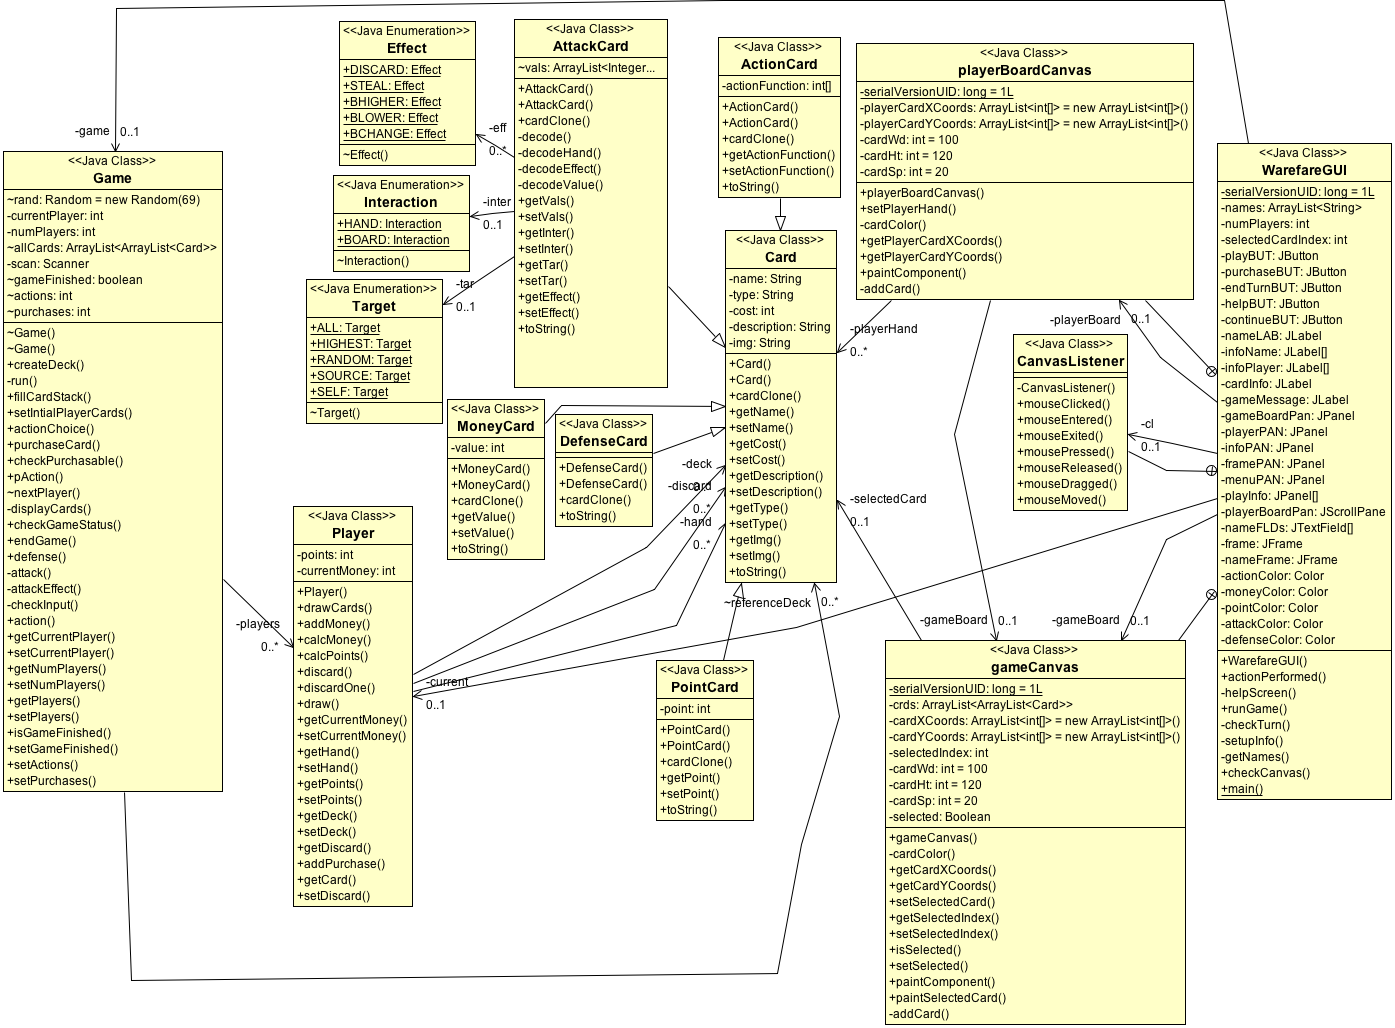 -game
0..1
<<Java Class>>
Game
~rand: Random = new Random(69)
-currentPlayer: int
-numPlayers: int
~allCards: ArrayList<ArrayList<Card>>
-scan: Scanner
~gameFinished: boolean
~actions: int
~purchases: int
~Game()
~Game()
+createDeck()
-run()
+fillCardStack()
+setIntialPlayerCards()
+actionChoice()
+purchaseCard()
+checkPurchasable()
+pAction()
~nextPlayer()
-displayCards()
+checkGameStatus()
+endGame()
+defense()
-attack()
-attackEffect()
-checkInput()
+action()
+getCurrentPlayer()
+setCurrentPlayer()
+getNumPlayers()
+setNumPlayers()
+getPlayers()
+setPlayers()
+isGameFinished()
+setGameFinished()
+setActions()
+setPurchases()
-players
0..*
<<Java Enumeration>>
Effect
+DISCARD: Effect
+STEAL: Effect
+BHIGHER: Effect
+BLOWER: Effect
+BCHANGE: Effect
~Effect()
-eff
0..*
<<Java Enumeration>>
Interaction
+HAND: Interaction
+BOARD: Interaction
~Interaction()
-inter
0..1
<<Java Enumeration>>
Target
+ALL: Target
+HIGHEST: Target
+RANDOM: Target
+SOURCE: Target
+SELF: Target
~Target()
-tar
0..1
<<Java Class>>
AttackCard
~vals: ArrayList<Integer...
+AttackCard()
+AttackCard()
+cardClone()
-decode()
-decodeHand()
-decodeEffect()
-decodeValue()
+getVals()
+setVals()
+getInter()
+setInter()
+getTar()
+setTar()
+getEffect()
+setEffect()
+toString()
<<Java Class>>
MoneyCard
-value: int
+MoneyCard()
+MoneyCard()
+cardClone()
+getValue()
+setValue()
+toString()
<<Java Class>>
DefenseCard
+DefenseCard()
+DefenseCard()
+cardClone()
+toString()
<<Java Class>>
Player
-points: int
-currentMoney: int
+Player()
+drawCards()
+addMoney()
+calcMoney()
+calcPoints()
+discard()
+discardOne()
+draw()
+getCurrentMoney()
+setCurrentMoney()
+getHand()
+setHand()
+getPoints()
+setPoints()
+getDeck()
+setDeck()
+getDiscard()
+addPurchase()
+getCard()
+setDiscard()
-current
0..1
<<Java Class>>
ActionCard
-actionFunction: int[]
+ActionCard()
+ActionCard()
+cardClone()
+getActionFunction()
+setActionFunction()
+toString()
<<Java Class>>
Card
-name: String
-type: String
-cost: int
-description: String
-img: String
+Card()
+Card()
+cardClone()
+getName()
+setName()
+getCost()
+setCost()
+getDescription()
+setDescription()
+getType()
+setType()
+getImg()
+setImg()
+toString()
-deck
-discard
0..*
-hand
0..*
~referenceDeck
0..*
<<Java Class>>
PointCard
-point: int
+PointCard()
+PointCard()
+cardClone()
+getPoint()
+setPoint()
+toString()
<<Java Class>>
playerBoardCanvas
-serialVersionUID: long = 1L
-playerCardXCoords: ArrayList<int[]> = new ArrayList<int[]>()
-playerCardYCoords: ArrayList<int[]> = new ArrayList<int[]>()
-cardWd: int = 100
-cardHt: int = 120
-cardSp: int = 20
+playerBoardCanvas()
+setPlayerHand()
-cardColor()
+getPlayerCardXCoords()
+getPlayerCardYCoords()
+paintComponent()
-addCard()
-playerHand
0..*
-playerBoard
0..1
<<Java Class>>
CanvasListener
-CanvasListener()
+mouseClicked()
+mouseEntered()
+mouseExited()
+mousePressed()
+mouseReleased()
+mouseDragged()
+mouseMoved()
-cl
0..1
-selectedCard
0..1
-gameBoard
0..1
-gameBoard
0..1
<<Java Class>>
gameCanvas
-serialVersionUID: long = 1L
-crds: ArrayList<ArrayList<Card>>
-cardXCoords: ArrayList<int[]> = new ArrayList<int[]>()
-cardYCoords: ArrayList<int[]> = new ArrayList<int[]>()
-selectedIndex: int
-cardWd: int = 100
-cardHt: int = 120
-cardSp: int = 20
-selected: Boolean
+gameCanvas()
-cardColor()
+getCardXCoords()
+getCardYCoords()
+setSelectedCard()
+getSelectedIndex()
+setSelectedIndex()
+isSelected()
+setSelected()
+paintComponent()
+paintSelectedCard()
-addCard()
<<Java Class>>
WarefareGUI
-serialVersionUID: long = 1L
-names: ArrayList<String>
-numPlayers: int
-selectedCardIndex: int
-playBUT: JButton
-purchaseBUT: JButton
-endTurnBUT: JButton
-helpBUT: JButton
-continueBUT: JButton
-nameLAB: JLabel
-infoName: JLabel[]
-infoPlayer: JLabel[]
-cardInfo: JLabel
-gameMessage: JLabel
-gameBoardPan: JPanel
-playerPAN: JPanel
-infoPAN: JPanel
-framePAN: JPanel
-menuPAN: JPanel
-playInfo: JPanel[]
-playerBoardPan: JScrollPane
-nameFLDs: JTextField[]
-frame: JFrame
-nameFrame: JFrame
-actionColor: Color
-moneyColor: Color
-pointColor: Color
-attackColor: Color
-defenseColor: Color
+WarefareGUI()
+actionPerformed()
-helpScreen()
+runGame()
-checkTurn()
-setupInfo()
-getNames()
+checkCanvas()
+main()